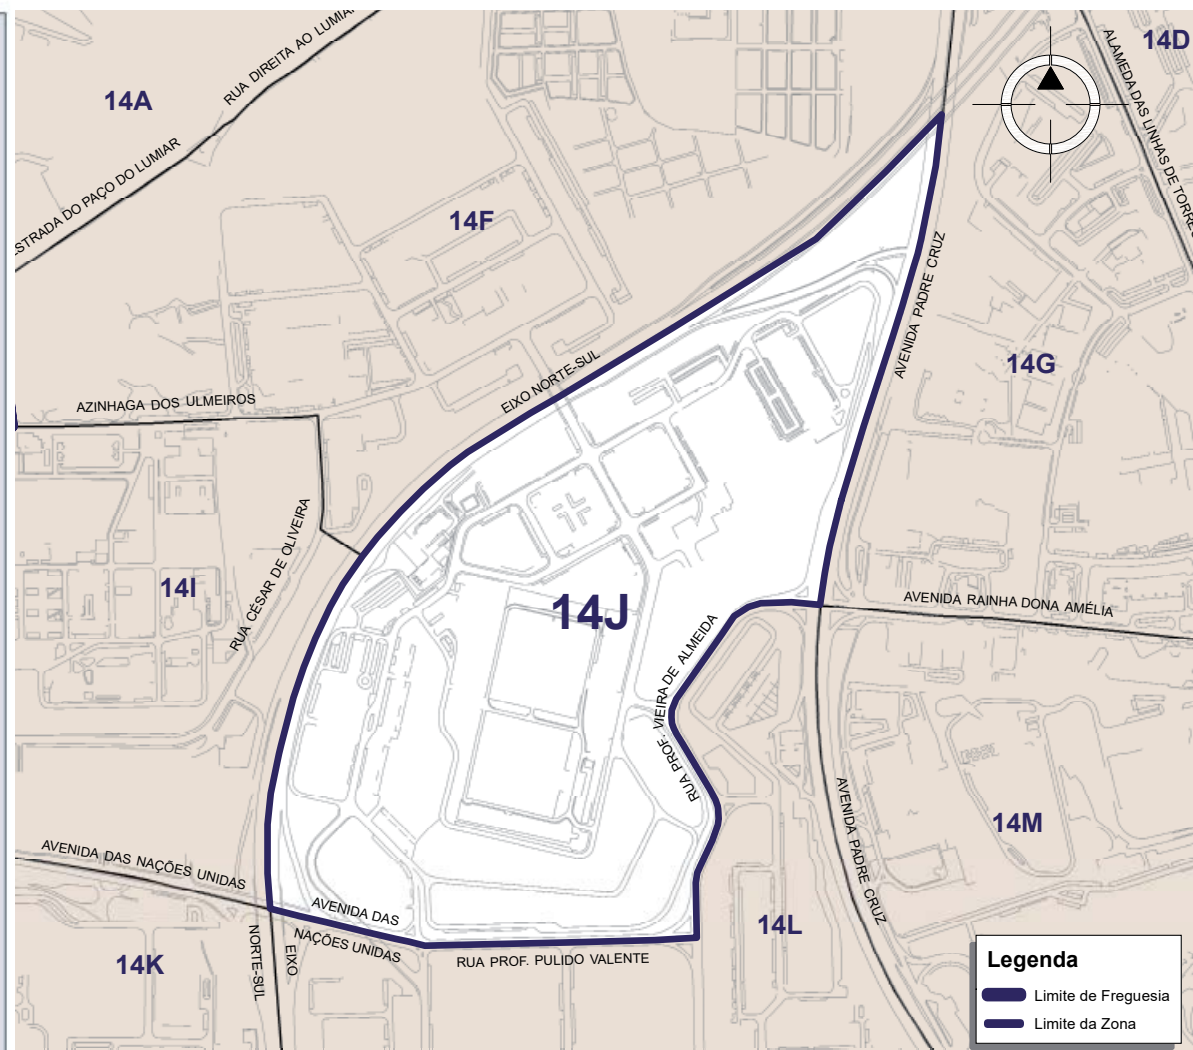 14D
ALAMEDA DAS LINHAS DE TORRES
14A
RUA DIREITA AO LUMIAR
ESTRADA DO PAÇO DO LUMIAR
14F
AVENIDA PADRE CRUZ
14G
EIXO NORTE-SUL
AZINHAGA DOS ULMEIROS
RUA CÉSAR DE OLIVEIRA
14I
14J
AVENIDA RAINHA DONA AMÉLIA
RUA PROF. VIEIRA DE ALMEIDA
AVENIDA PADRE CRUZ
14M
AVENIDA DAS NAÇÕES UNIDAS
AVENIDA DAS
NAÇÕES UNIDAS
14L
14K
NORTE-SUL
EIXO
RUA PROF. PULIDO VALENTE
Legenda
Limite de Freguesia
Limite da Zona